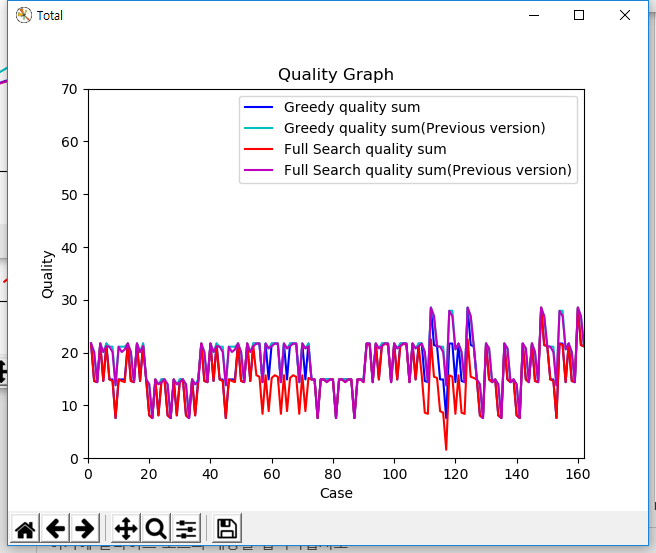 Total
Quality Graph
Greedy quality sum
Greedy quality sum(Previous version)
Full Search quality sum
Full Search quality sum(Previous version)
70
60
50
40
30
20
10
0
Quality
0 20 40 60 80 100 120 140 160
Case